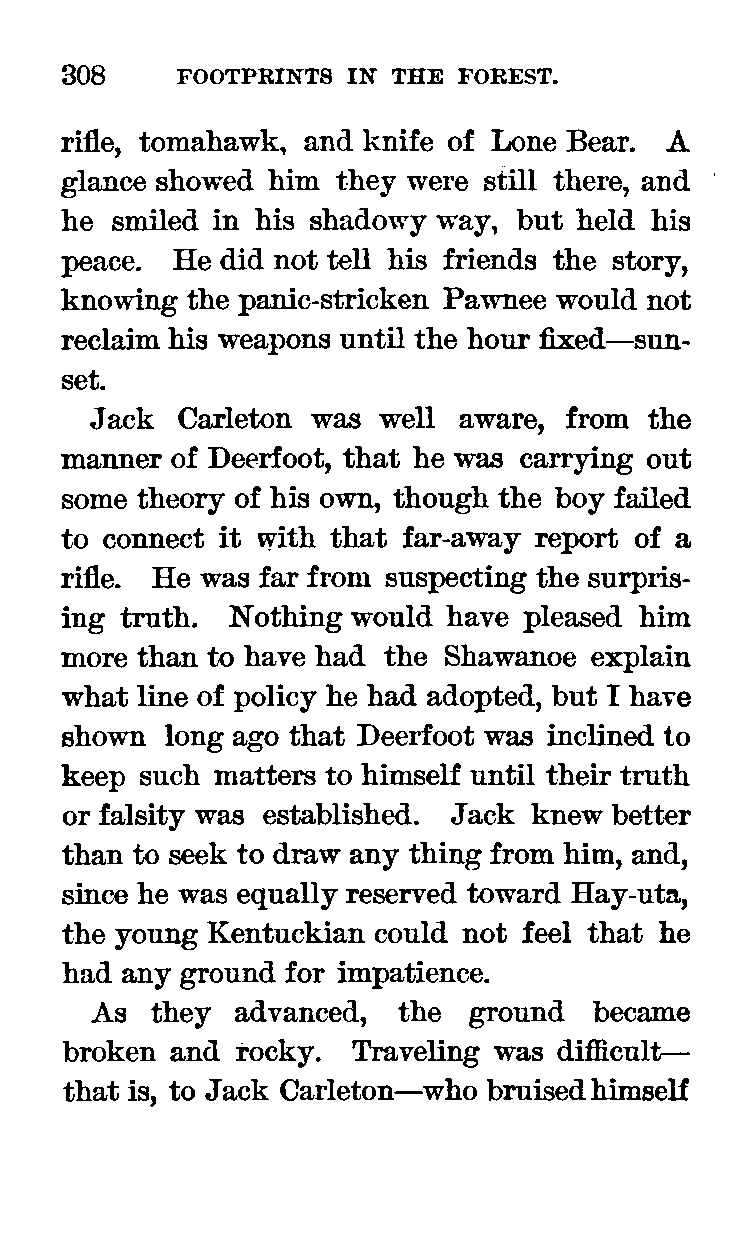 308 FOOTPRINTS IN THE FOREST.
rifle, tomahawk, and knife of Lone Bear. A
glance showed him they were still there, and
he smiled in his shadowy way, but held his
peace. He did not tell his friends the story,
knowing the panic-stricken Pawnee would not
reclaim his weapons until the hour fixed—sun-
set.
Jack Carleton was well aware, from the
manner of Deerfoot, that he was carrying out
some theory of his own, though the boy failed
to connect it with that far-away report of a
rifle. He was far from suspecting the surpris-
ing truth. Nothing would have pleased him
more than to have had the Shawanoe explain
what line of policy he had adopted, but I have
shown long ago that Deerfoot was inclined to
keep such matters to himself until their truth
or falsity was established. Jack knew better
than to seek to draw any thing from him, and,
since he was equally reserved toward Hay-uta,
the young Kentuckian could not feel that he
had any ground for impatience.
As they advanced, the ground became
broken and rocky. Traveling was difficult—
that is, to Jack Carleton—who bruised himself